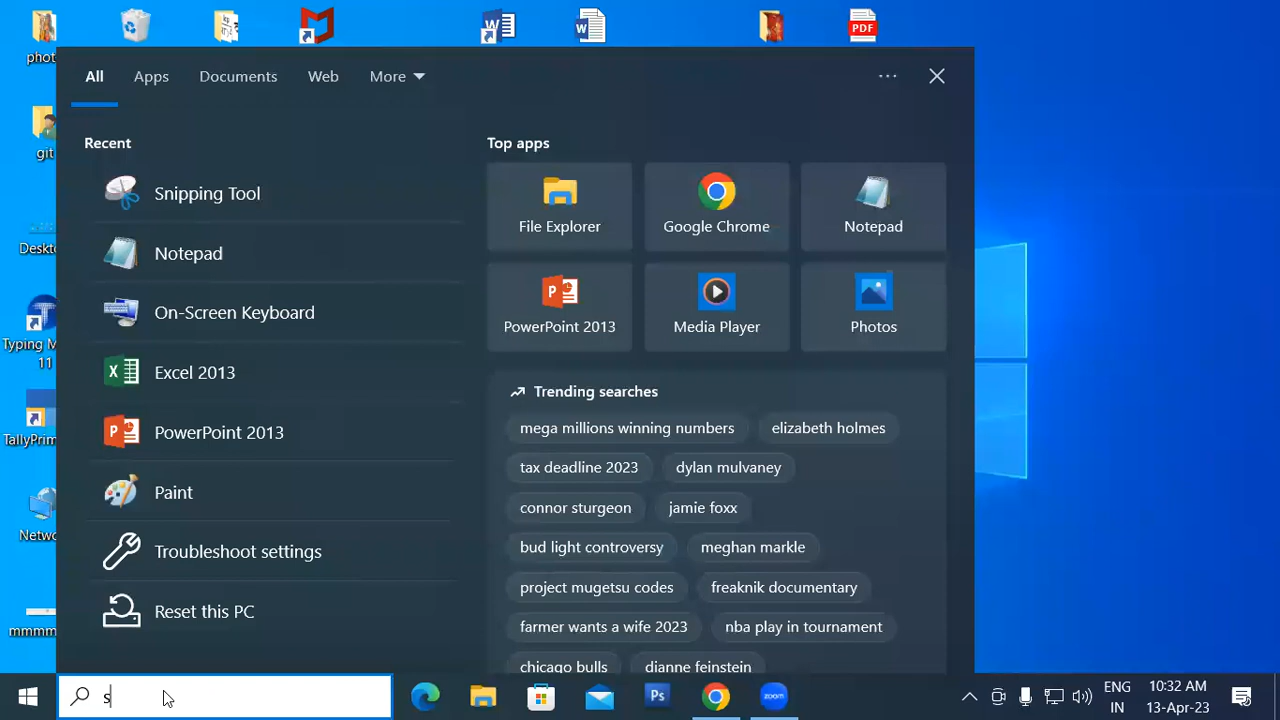 photo
git
Deskto
Typing M
11
TallyPrim
Netwo
mmmm
PDF
All
Apps
Documents
Web
More
Recent
Snipping Tool
Notepad
On-Screen Keyboard
Excel 2013
PowerPoint 2013
Paint
Troubleshoot settings
Reset this PC
Top apps
File Explorer
Google Chrome
Notepad
PowerPoint 2013
Media Player
Photos
Trending searches
mega millions winning numbers
elizabeth holmes
tax deadline 2023
dylan mulvaney
connor sturgeon
jamie foxx
bud light controversy
meghan markle
project mugetsu codes
freaknik documentary
farmer wants a wife 2023
nba play in tournament
chicago bulls
dianne feinstein
s
Ps
zoom
ENG
IN
10:32 AM
13-Apr-23